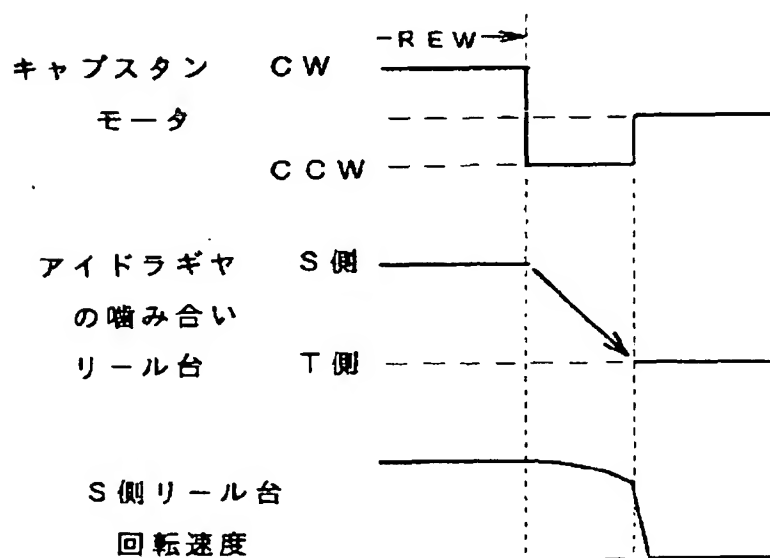 REW
キャプスタン CW
モータ
CCW
アイドラギヤ S側
の噛み合い
リール台 T側
S側リール台
回転速度